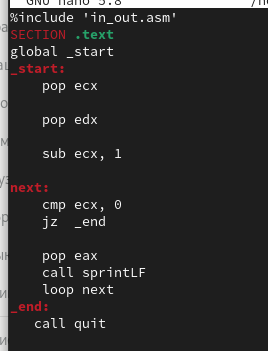 GNU nano 5.8
%include 'in_out.asm'
SECTION .text
global _start
_start:
pop ecx
pop edx
sub ecx, 1
next:
cmp ecx, 0
jz _end
pop eax
call sprintLF
loop next
_end:
call quit